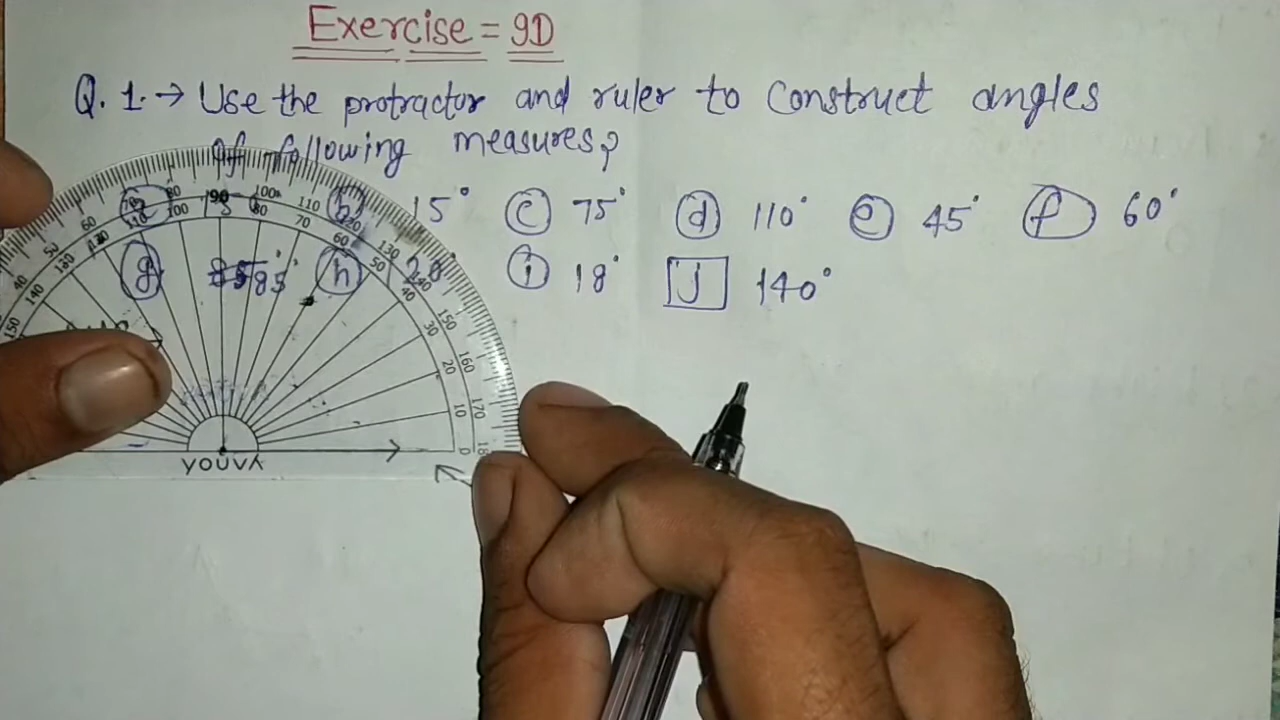 Exercise = 9D
Q. 1. → Use the protractor and ruler to construct angles
of following measures?
b 15° c 75° d 110° e 45° f 60°
g 85° h 28° i 18° J 140°
YOUVA